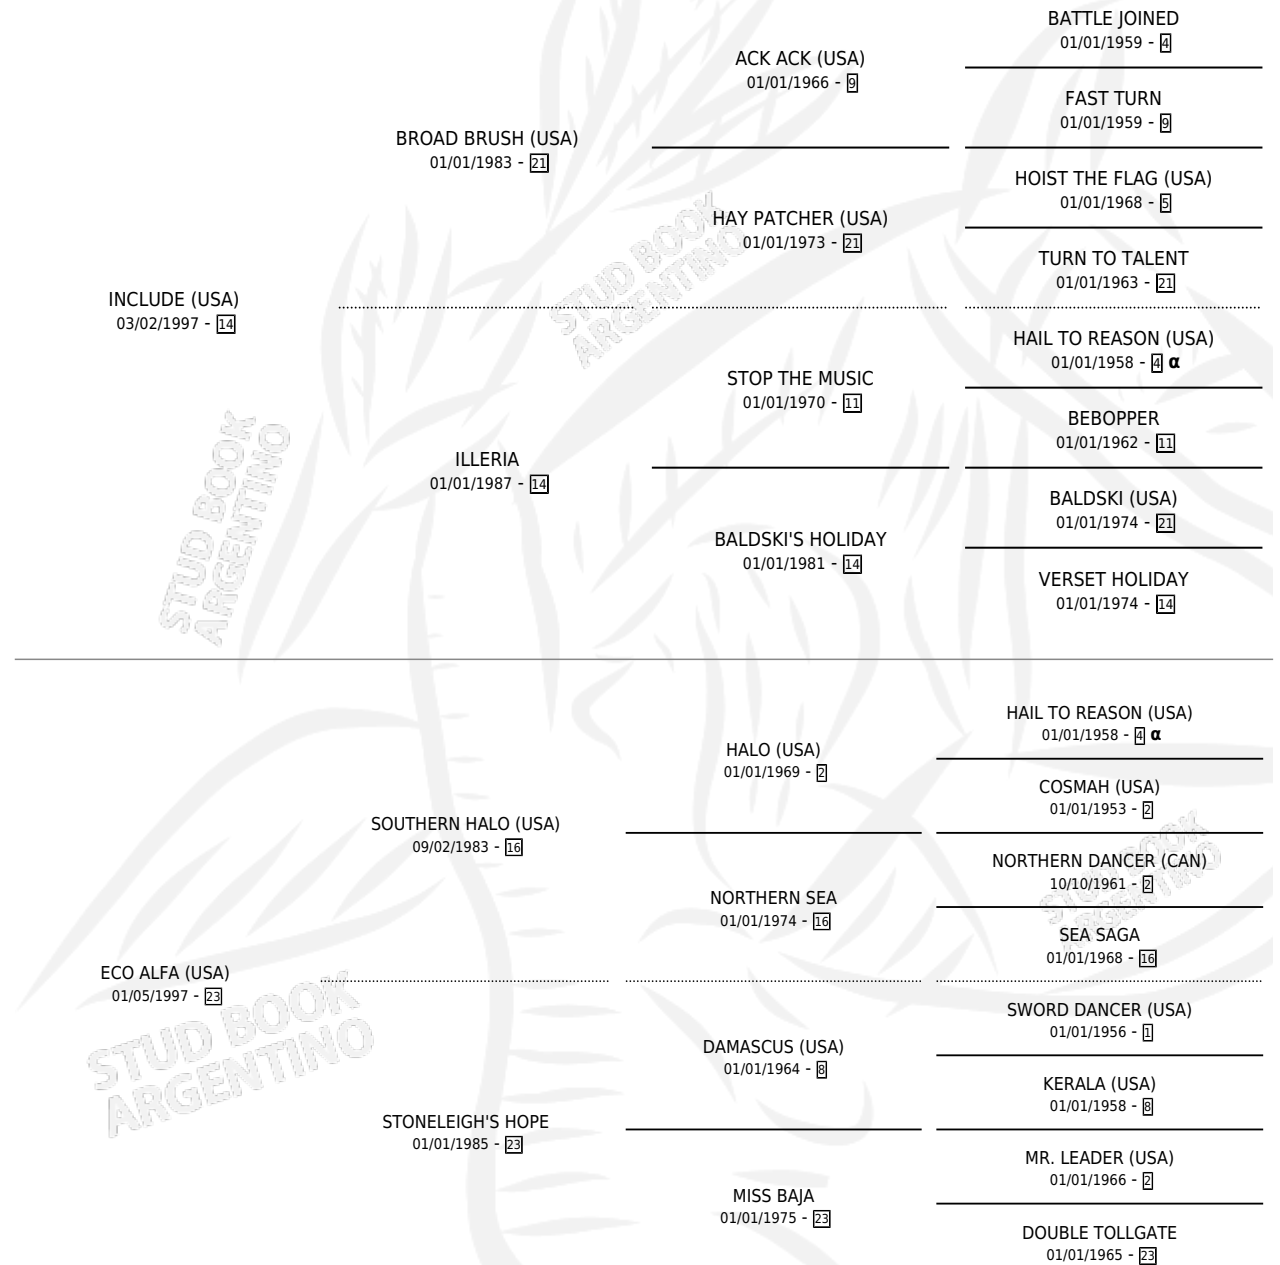 BATTLE JOINED
01/01/1959 - 4
ACK ACK (USA)
01/01/1966 - 9
FAST TURN
01/01/1959 - 9
BROAD BRUSH (USA)
01/01/1983 - 21
HOIST THE FLAG (USA)
01/01/1968 - 5
HAY PATCHER (USA)
01/01/1973 - 21
TURN TO TALENT
01/01/1963 - 21
INCLUDE (USA)
03/02/1997 - 14
STUD BOOK
ARGENTINO
HAIL TO REASON (USA)
01/01/1958 - 4 α
STOP THE MUSIC
01/01/1970 - 11
BEBOPPER
01/01/1962 - 11
ILLERIA
01/01/1987 - 14
BALDSKI (USA)
01/01/1974 - 21
BALDSKI'S HOLIDAY
01/01/1981 - 14
VERSET HOLIDAY
01/01/1974 - 14
STUD BOOK
ARGENTINO
HAIL TO REASON (USA)
01/01/1958 - 4 α
HALO (USA)
01/01/1969 - 2
COSMAH (USA)
01/01/1953 - 2
SOUTHERN HALO (USA)
09/02/1983 - 16
NORTHERN DANCER (CAN)
10/10/1961 - 2
NORTHERN SEA
01/01/1974 - 16
SEA SAGA
01/01/1968 - 16
STUD BOOK
ARGENTINO
ECO ALFA (USA)
01/05/1997 - 23
STUD BOOK
ARGENTINO
SWORD DANCER (USA)
01/01/1956 - 1
DAMASCUS (USA)
01/01/1964 - 8
KERALA (USA)
01/01/1958 - 8
STONELEIGH'S HOPE
01/01/1985 - 23
MR. LEADER (USA)
01/01/1966 - 2
MISS BAJA
01/01/1975 - 23
DOUBLE TOLLGATE
01/01/1965 - 23